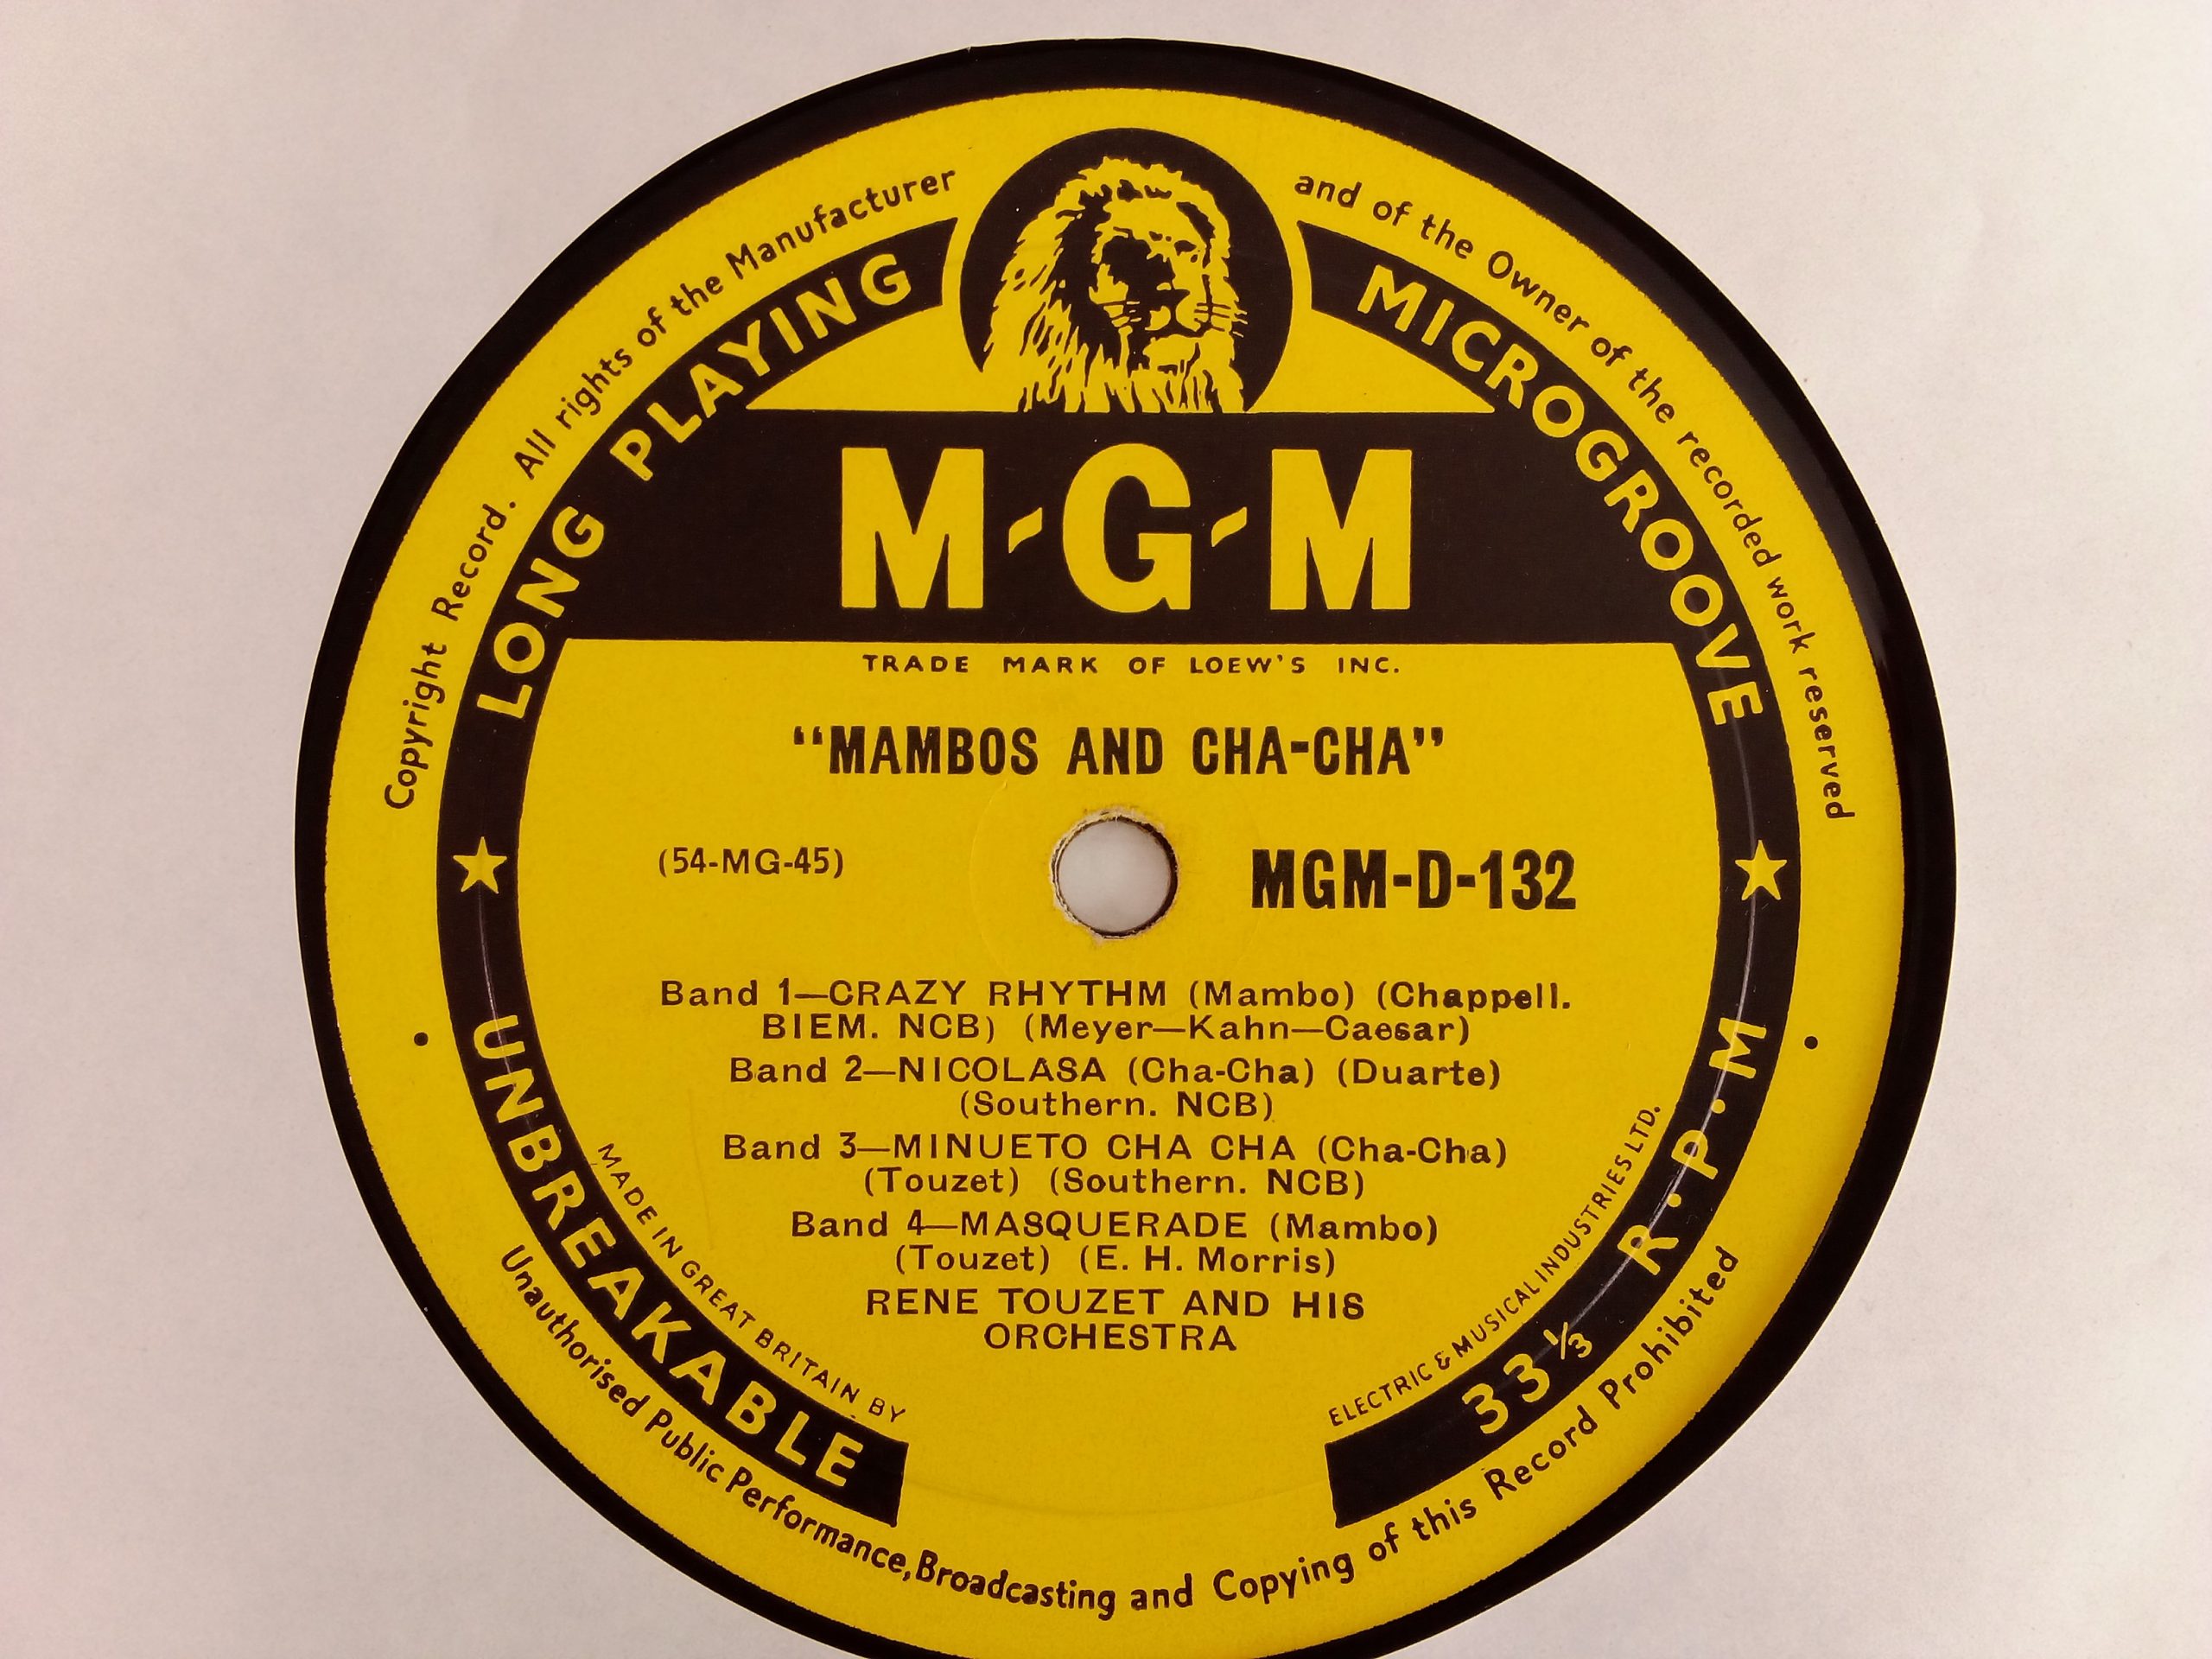 Copyright Record. All rights of the Manufacturer and of the Owner of the recorded work reserved
LONG PLAYING MICROGROOVE
M-G-M
TRADE MARK OF LOEW'S INC.
“MAMBOS AND CHA-CHA”
(54-MG-45) MGM-D-132
Band 1—CRAZY RHYTHM (Mambo) (Chappell.
BIEM. NCB) (Meyer—Kahn—Caesar)
Band 2—NICOLASA (Cha-Cha) (Duarte)
(Southern. NCB)
Band 3—MINUETO CHA CHA (Cha-Cha)
(Touzet) (Southern. NCB)
Band 4—MASQUERADE (Mambo)
(Touzet) (E. H. Morris)
RENE TOUZET AND HIS
ORCHESTRA
MADE IN GREAT BRITAIN BY ELECTRIC & MUSICAL INDUSTRIES LTD.
UNBREAKABLE 33⅓ R·P·M
Unauthorised Public Performance, Broadcasting and Copying of this Record Prohibited